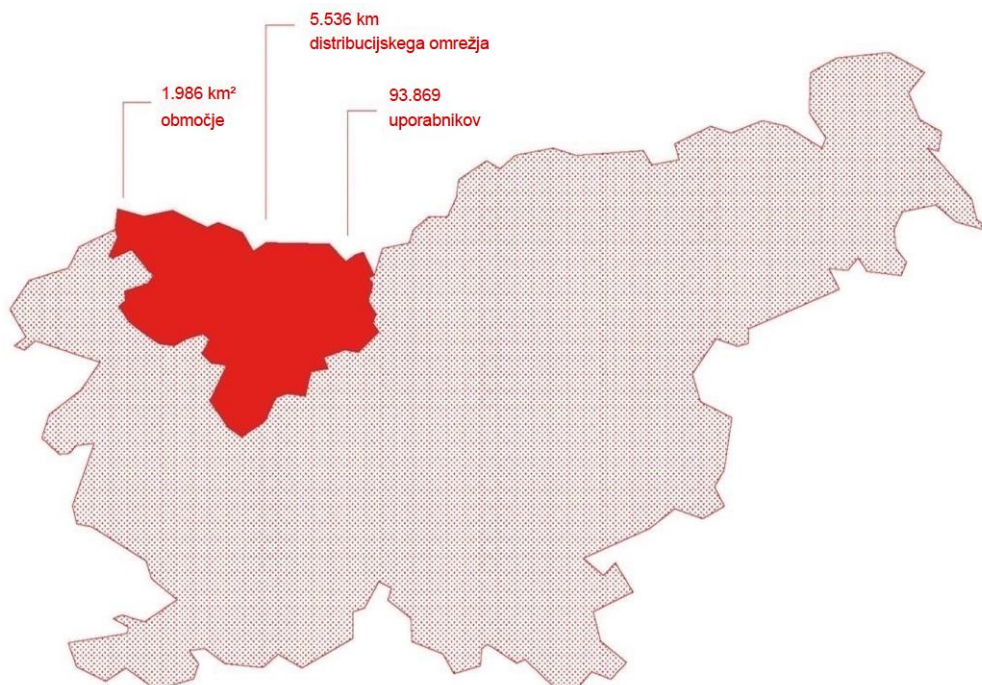 5.536 km
distribucijskega omrežja
1.986 km²
območje
93.869
uporabnikov